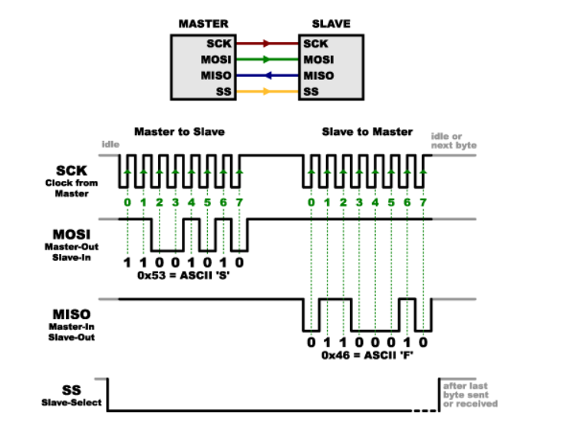 MASTER SLAVE
SCK SCK
MOSI MOSI
MISO MISO
SS SS
Master to Slave Slave to Master
idle
idle or
next byte
SCK
Clock from
Master
0 1 2 3 4 5 6 7 0 1 2 3 4 5 6 7
MOSI
Master-Out
Slave-In
1 1 0 0 1 0 1 0
0x53 = ASCII 'S'
MISO
Master-In
Slave-Out
0 1 1 0 0 0 1 0
0x46 = ASCII 'F'
SS
Slave-Select
after last
byte sent
or received